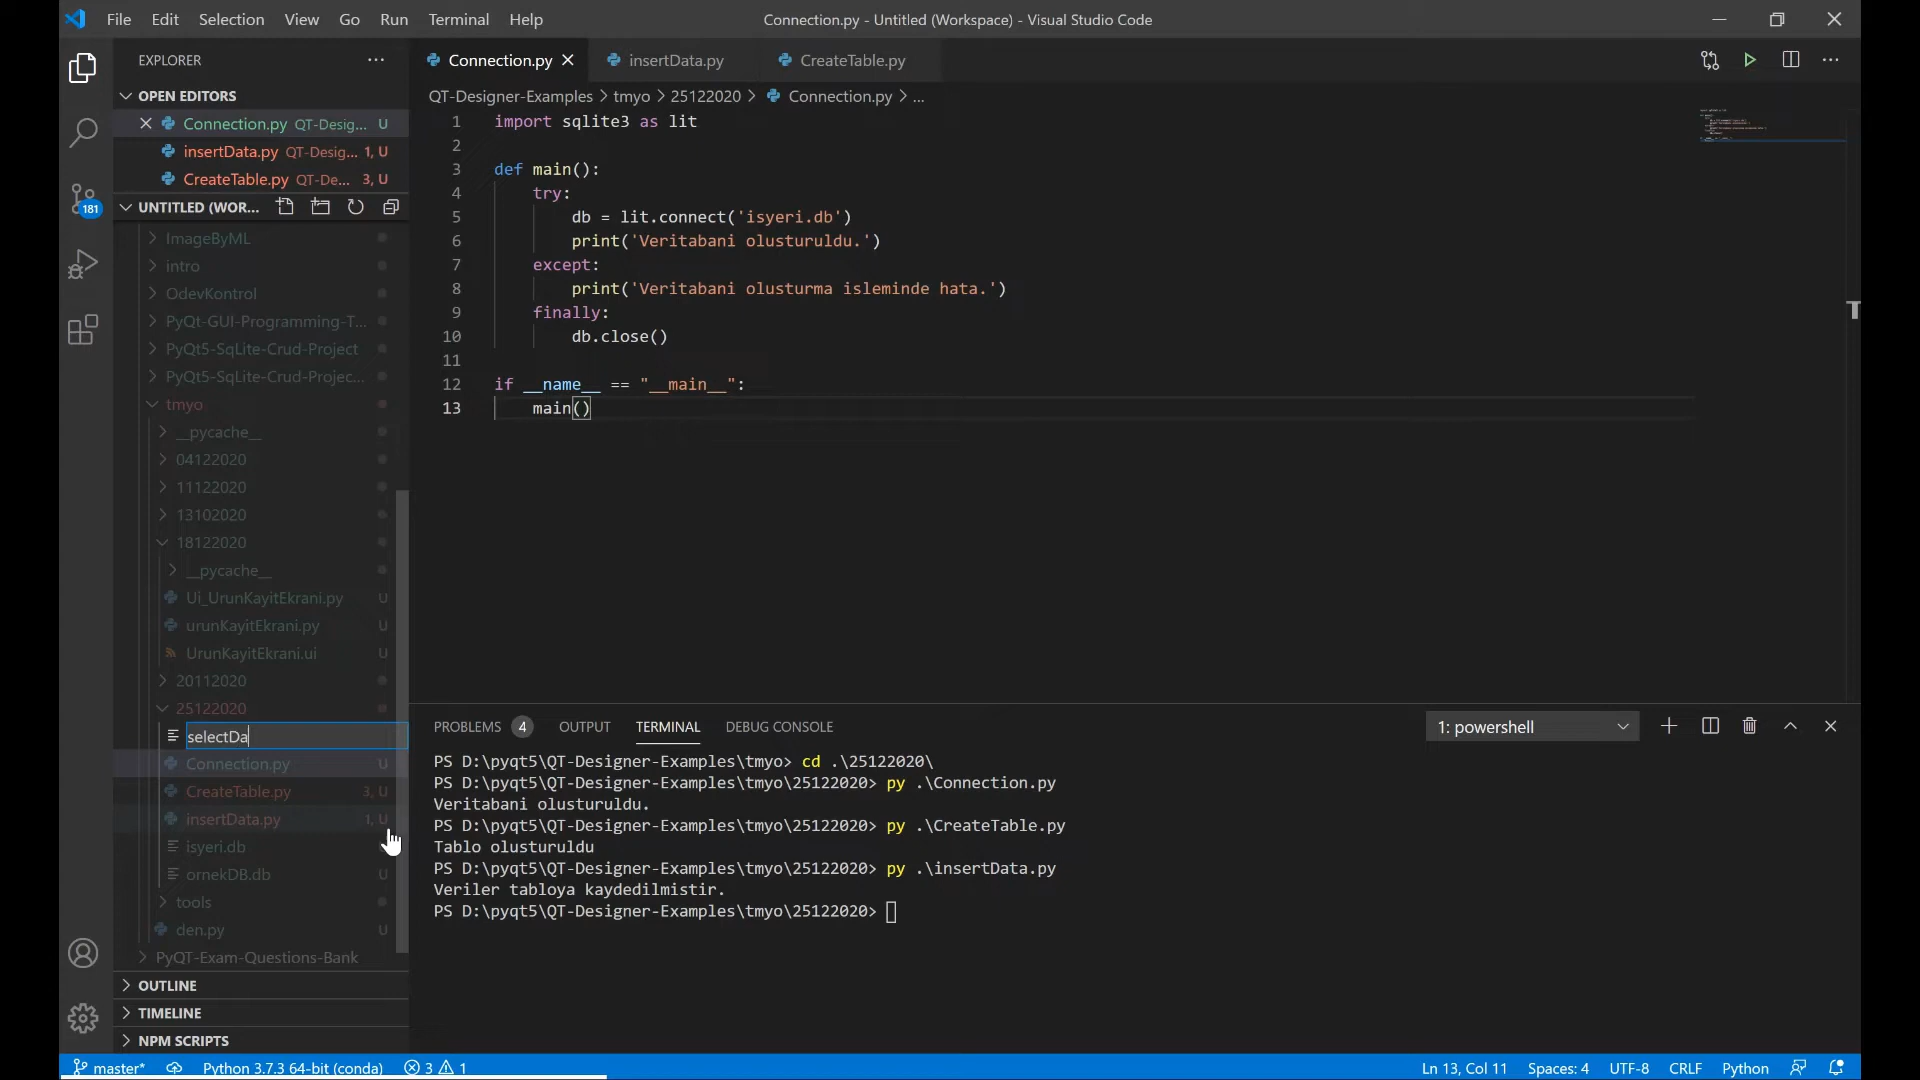 File Edit Selection View Go Run Terminal Help
Connection.py - Untitled (Workspace) - Visual Studio Code
EXPLORER
OPEN EDITORS
Connection.py QT-Desig... U
insertData.py QT-Desig... 1, U
CreateTable.py QT-De... 3, U
181
UNTITLED (WOR...
ImageByML
intro
OdevKontrol
PyQt-GUI-Programming-T...
PyQt5-SqLite-Crud-Project
PyQt5-SqLite-Crud-Projec...
tmyo
__pycache__
04122020
11122020
13102020
18122020
__pycache__
Ui_UrunKayitEkrani.py U
urunKayitEkrani.py U
UrunKayitEkrani.ui U
20112020
25122020
selectDa
Connection.py U
CreateTable.py 3, U
insertData.py 1, U
isyeri.db U
ornekDB.db U
tools
den.py U
PyQT-Exam-Questions-Bank
OUTLINE
TIMELINE
NPM SCRIPTS
Connection.py insertData.py CreateTable.py
QT-Designer-Examples > tmyo > 25122020 > Connection.py > ...
1 import sqlite3 as lit
2
3 def main():
4 try:
5 db = lit.connect('isyeri.db')
6 print('Veritabani olusturuldu.')
7 except:
8 print('Veritabani olusturma isleminde hata.')
9 finally:
10 db.close()
11
12 if __name__ == "__main__":
13 main()
PROBLEMS 4 OUTPUT TERMINAL DEBUG CONSOLE
1: powershell
PS D:\pyqt5\QT-Designer-Examples\tmyo> cd .\25122020\
PS D:\pyqt5\QT-Designer-Examples\tmyo\25122020> py .\Connection.py
Veritabani olusturuldu.
PS D:\pyqt5\QT-Designer-Examples\tmyo\25122020> py .\CreateTable.py
Tablo olusturuldu
PS D:\pyqt5\QT-Designer-Examples\tmyo\25122020> py .\insertData.py
Veriler tabloya kaydedilmistir.
PS D:\pyqt5\QT-Designer-Examples\tmyo\25122020>
master* Python 3.7.3 64-bit (conda) 3 1
Ln 13, Col 11 Spaces: 4 UTF-8 CRLF Python